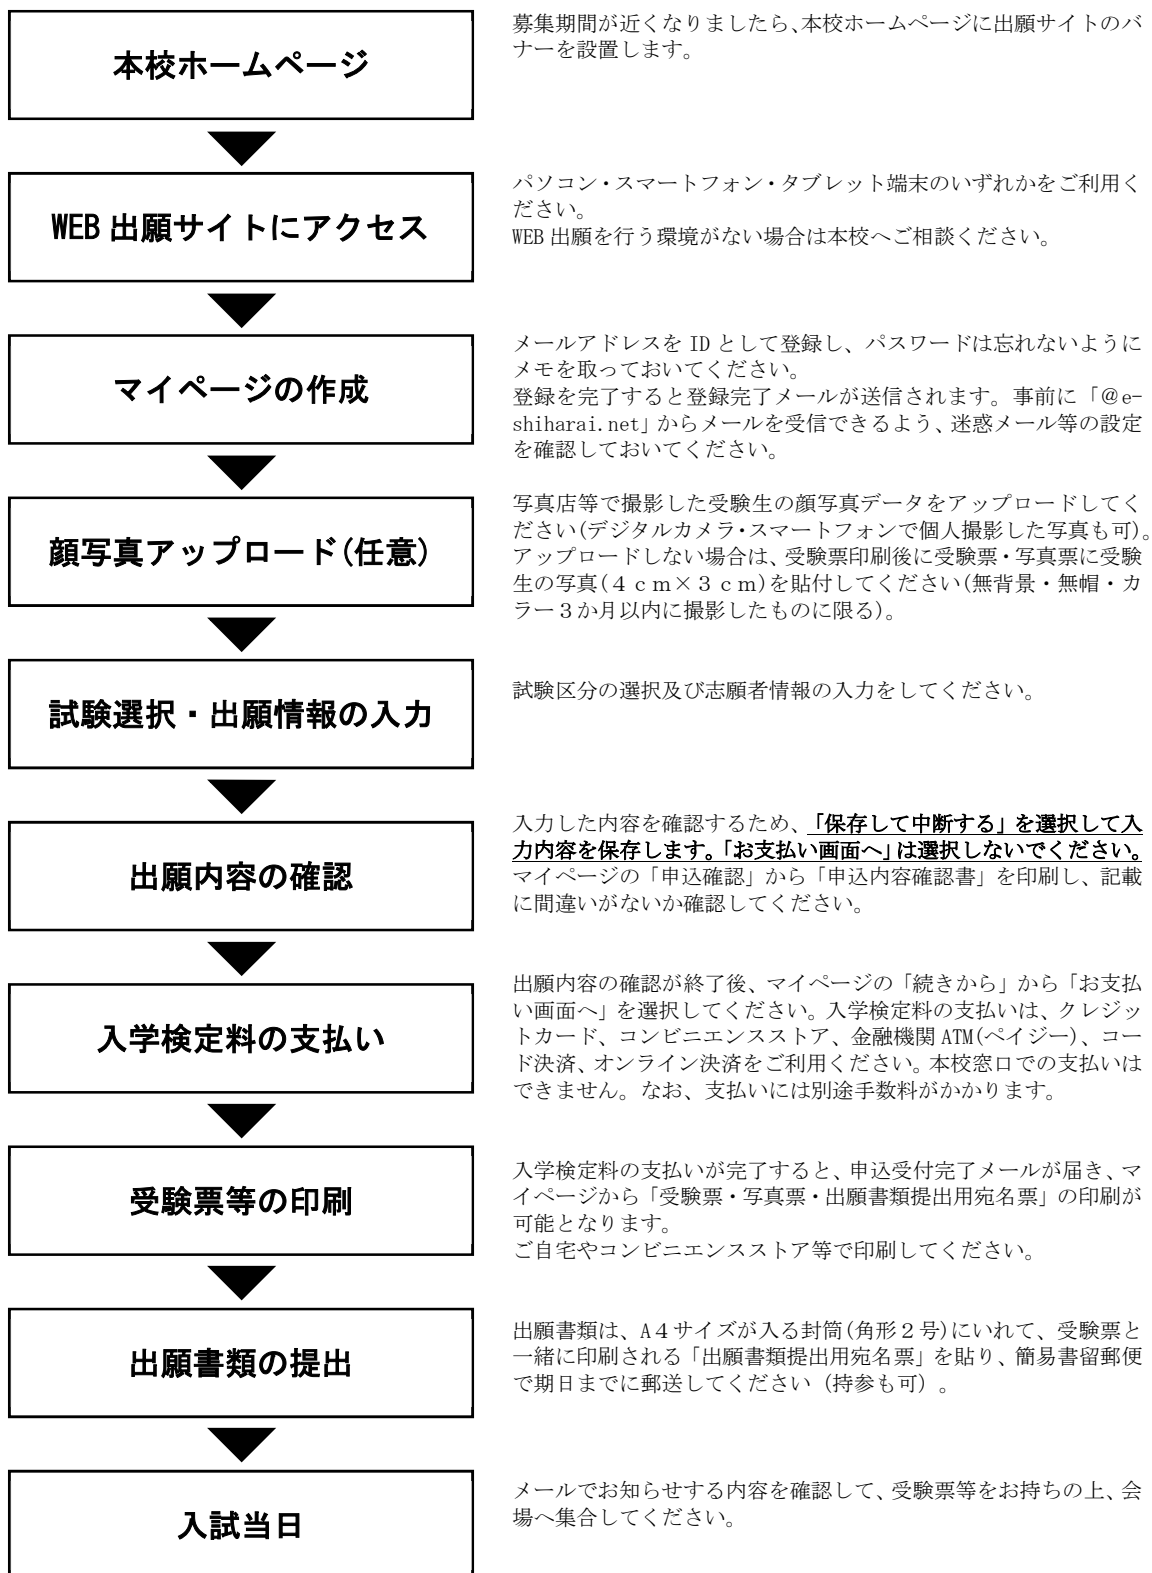 本校ホームページ
募集期間が近くなりましたら、本校ホームページに出願サイトのバ
ナーを設置します。
WEB 出願サイトにアクセス
パソコン・スマートフォン・タブレット端末のいずれかをご利用く
ださい。
WEB 出願を行う環境がない場合は本校へご相談ください。
マイページの作成
メールアドレスを ID として登録し、パスワードは忘れないように
メモを取っておいてください。
登録を完了すると登録完了メールが送信されます。事前に「@e-
shiharai.net」からメールを受信できるよう、迷惑メール等の設定
を確認しておいてください。
顔写真アップロード(任意)
写真店等で撮影した受験生の顔写真データをアップロードしてく
ださい(デジタルカメラ・スマートフォンで個人撮影した写真も可)。
アップロードしない場合は、受験票印刷後に受験票・写真票に受験
生の写真(4cm×3cm)を貼付してください(無背景・無帽・カ
ラー3か月以内に撮影したものに限る)。
試験選択・出願情報の入力
試験区分の選択及び志願者情報の入力をしてください。
出願内容の確認
入力した内容を確認するため、「保存して中断する」を選択して入
力内容を保存します。「お支払い画面へ」は選択しないでください。
マイページの「申込確認」から「申込内容確認書」を印刷し、記載
に間違いがないか確認してください。
入学検定料の支払い
出願内容の確認が終了後、マイページの「続きから」から「お支払
い画面へ」を選択してください。入学検定料の支払いは、クレジッ
トカード、コンビニエンスストア、金融機関 ATM(ペイジー)、コー
ド決済、オンライン決済をご利用ください。本校窓口での支払いは
できません。なお、支払いには別途手数料がかかります。
受験票等の印刷
入学検定料の支払いが完了すると、申込受付完了メールが届き、マ
イページから「受験票・写真票・出願書類提出用宛名票」の印刷が
可能となります。
ご自宅やコンビニエンスストア等で印刷してください。
出願書類の提出
出願書類は、A4サイズが入る封筒(角形2号)にいれて、受験票と
一緒に印刷される「出願書類提出用宛名票」を貼り、簡易書留郵便
で期日までに郵送してください(持参も可)。
入試当日
メールでお知らせする内容を確認して、受験票等をお持ちの上、会
場へ集合してください。